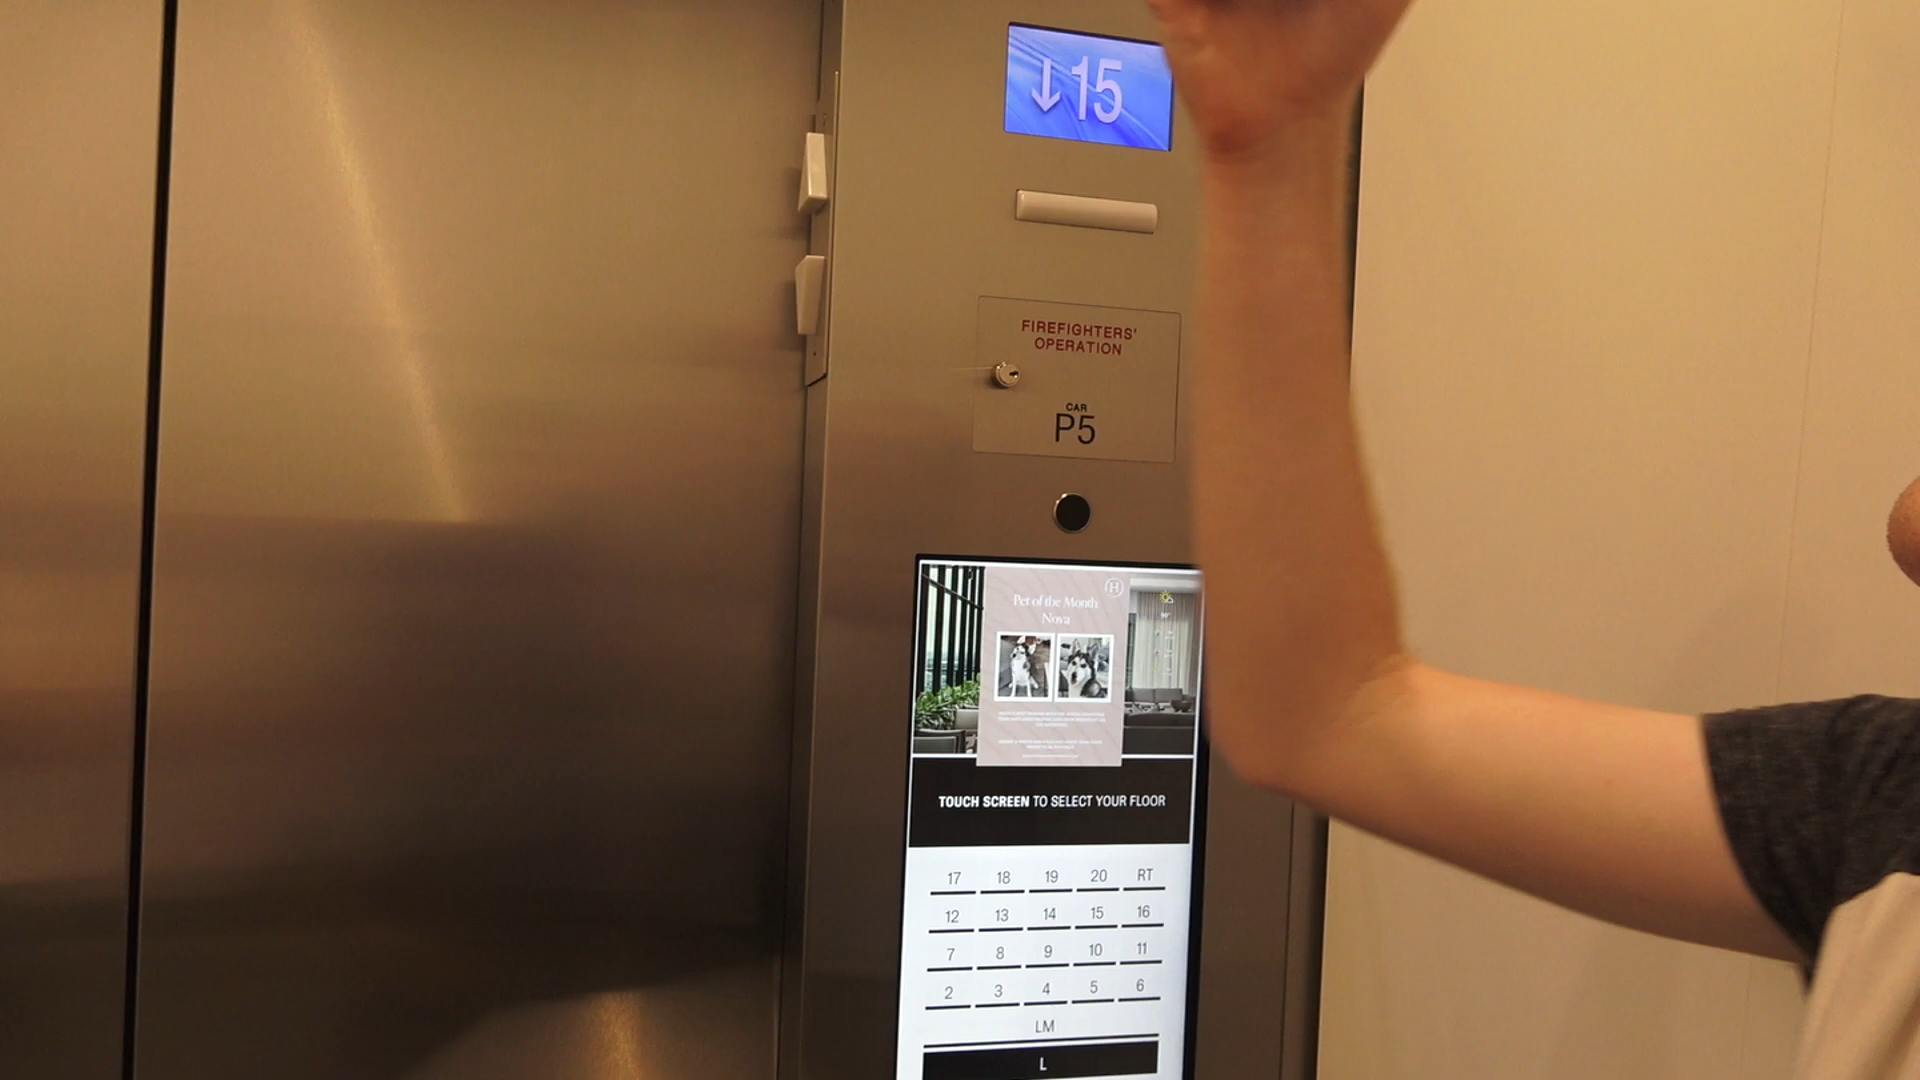 ↓15
FIREFIGHTERS'
OPERATION
CAR
P5
H
Pet of the Month
Nova
TOUCH SCREEN TO SELECT YOUR FLOOR
17 18 19 20 RT
12 13 14 15 16
7 8 9 10 11
2 3 4 5 6
LM
L